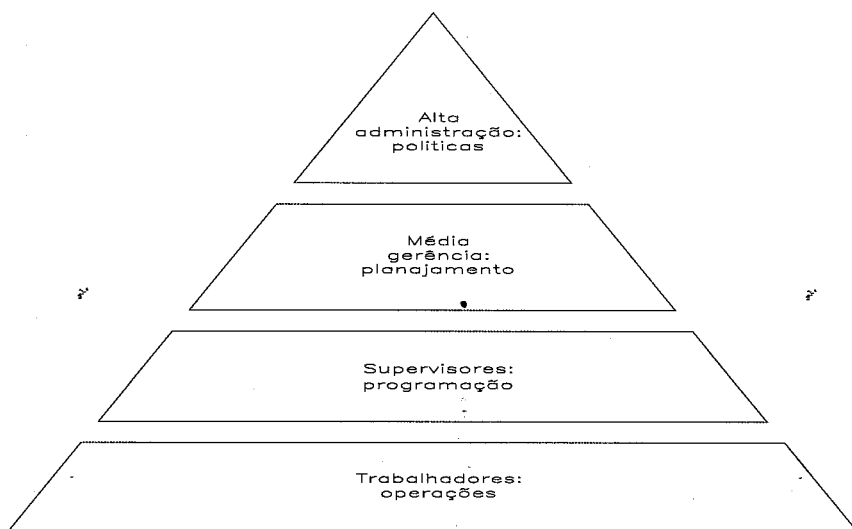 Alta
administração:
politicas
Média
gerência:
planajamento
Supervisores:
programação
Trabalhadores:
operações